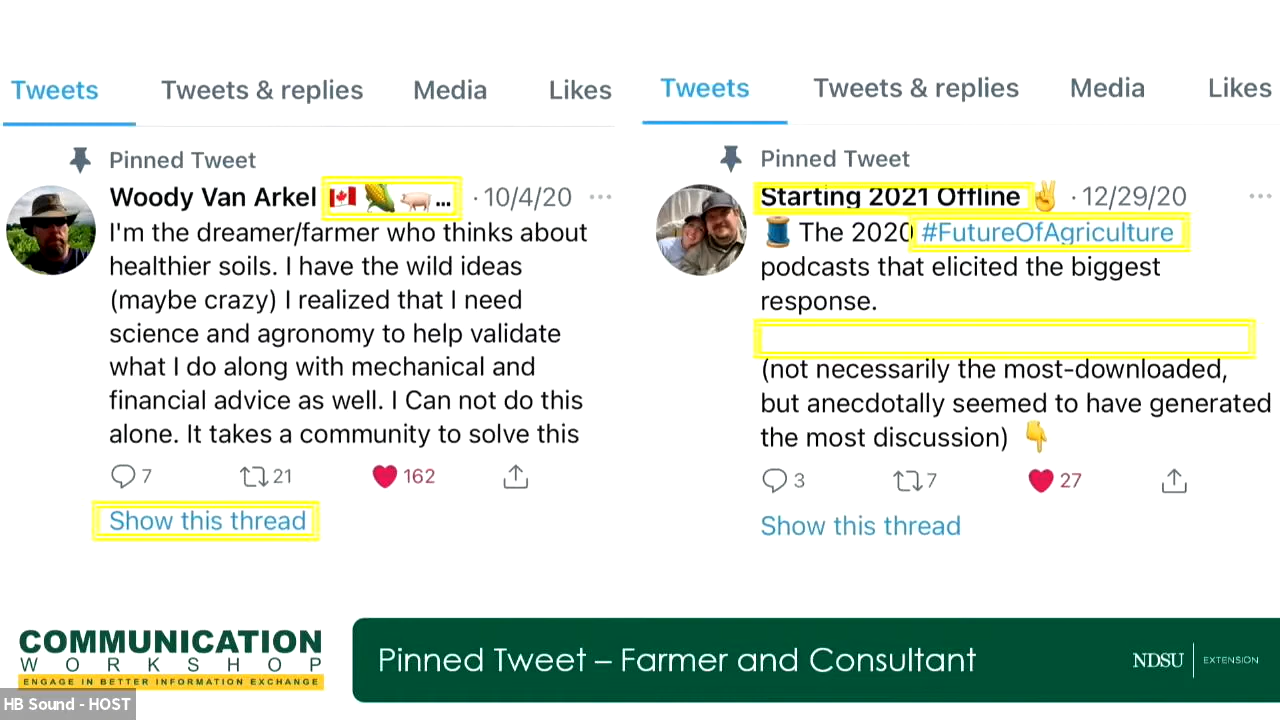 Tweets Tweets & replies Media Likes
Pinned Tweet
Woody Van Arkel 🇨🇦 🌽 🐖 ... · 10/4/20 ···
I'm the dreamer/farmer who thinks about
healthier soils. I have the wild ideas
(maybe crazy) I realized that I need
science and agronomy to help validate
what I do along with mechanical and
financial advice as well. I Can not do this
alone. It takes a community to solve this
7 21 162
Show this thread
Tweets Tweets & replies Media Likes
Pinned Tweet
Starting 2021 Offline ✌️ · 12/29/20 ···
🧵 The 2020 #FutureOfAgriculture
podcasts that elicited the biggest
response.
(not necessarily the most-downloaded,
but anecdotally seemed to have generated
the most discussion) 👇
3 7 27
Show this thread
COMMUNICATION
WORKSHOP
ENGAGE IN BETTER INFORMATION EXCHANGE
Pinned Tweet – Farmer and Consultant
NDSU EXTENSION
HB Sound - HOST